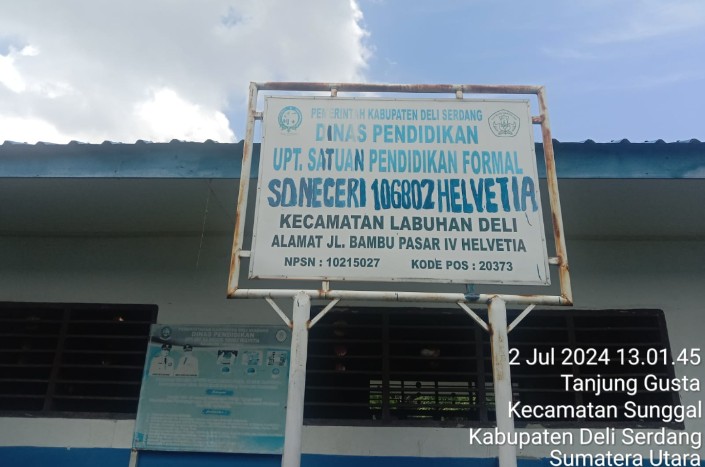 PEMERINTAH KABUPATEN DELI SERDANG
DINAS PENDIDIKAN
UPT. SATUAN PENDIDIKAN FORMAL
SD.NEGERI 106802 HELVETIA
KECAMATAN LABUHAN DELI
ALAMAT JL. BAMBU PASAR IV HELVETIA
NPSN : 10215027 KODE POS : 20373
DINAS PENDIDIKAN
2 Jul 2024 13.01.45
Tanjung Gusta
Kecamatan Sunggal
Kabupaten Deli Serdang
Sumatera Utara